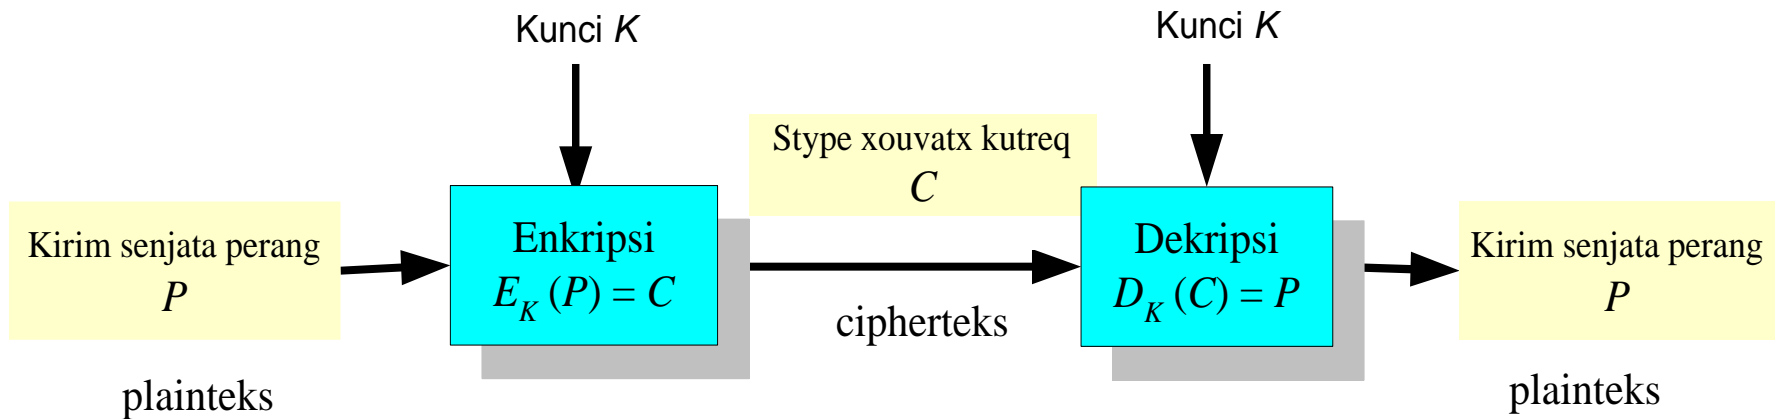 Kunci K
Kunci K
Stype xouvatx kutreq
C
Kirim senjata perang
P
Enkripsi
E_K (P) = C
cipherteks
Dekripsi
D_K (C) = P
Kirim senjata perang
P
plainteks
plainteks